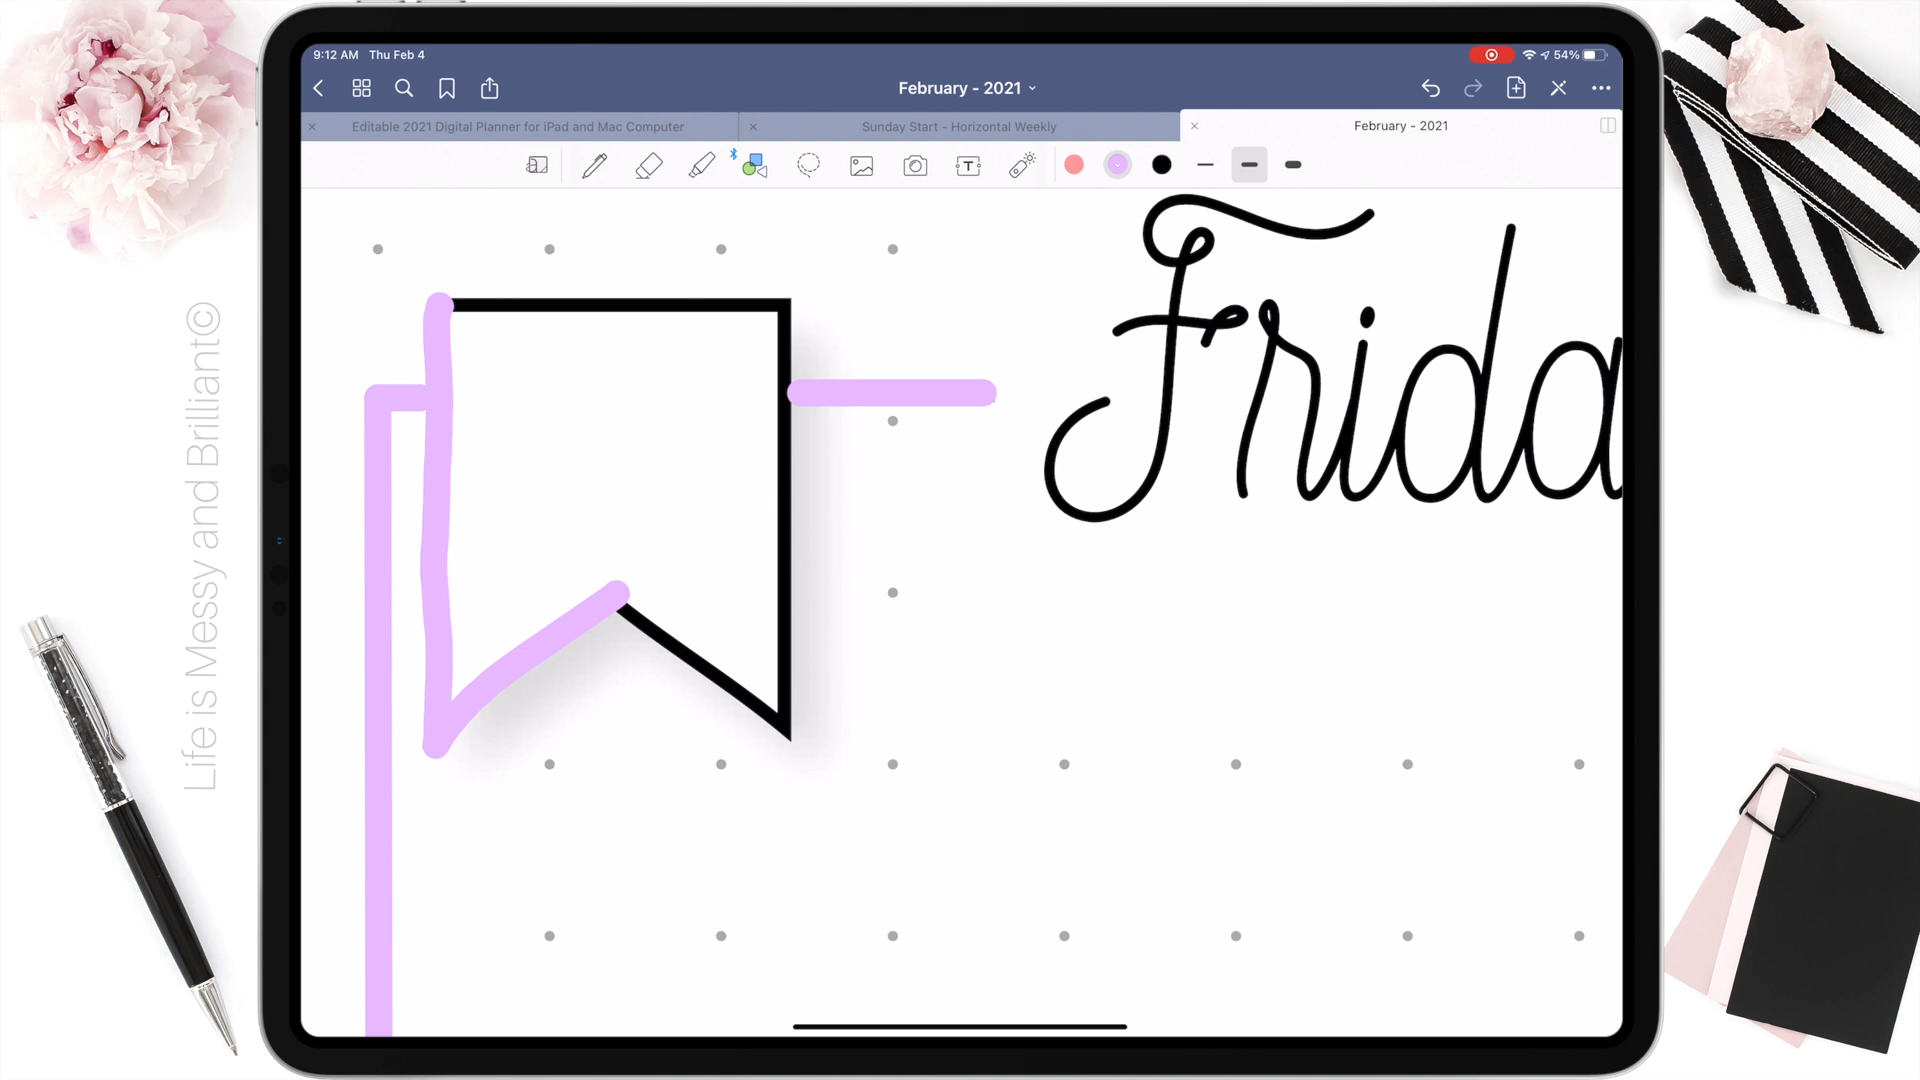 9:12 AM Thu Feb 4
54%
February - 2021
Editable 2021 Digital Planner for iPad and Mac Computer
Sunday Start - Horizontal Weekly
February - 2021
T
Frida
Life is Messy and Brilliant©